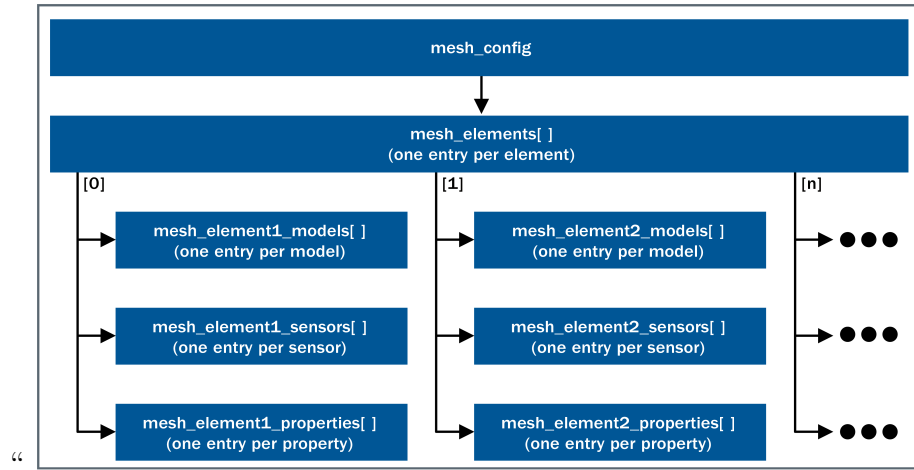 mesh_config
mesh_elements[ ]
(one entry per element)
[0]
[1]
[n]
mesh_element1_models[ ]
(one entry per model)
mesh_element2_models[ ]
(one entry per model)
mesh_element1_sensors[ ]
(one entry per sensor)
mesh_element2_sensors[ ]
(one entry per sensor)
mesh_element1_properties[ ]
(one entry per property)
mesh_element2_properties[ ]
(one entry per property)
“